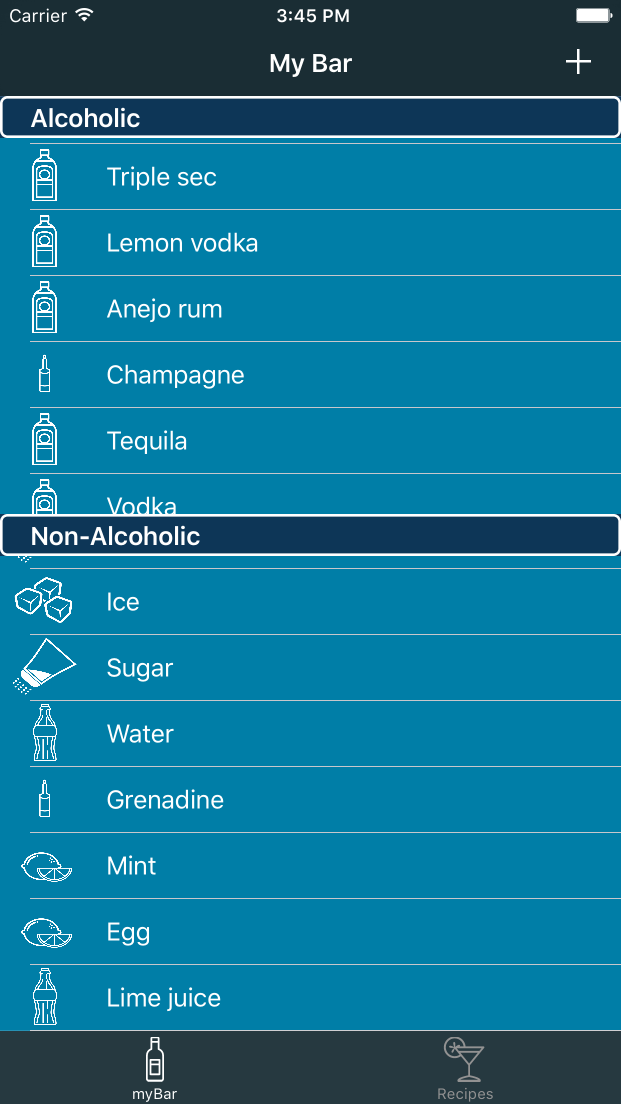 Carrier 3:45 PM
My Bar +
Alcoholic
Triple sec
Lemon vodka
Anejo rum
Champagne
Tequila
Vodka
Non-Alcoholic
Ice
Sugar
Water
Grenadine
Mint
Egg
Lime juice
myBar Recipes